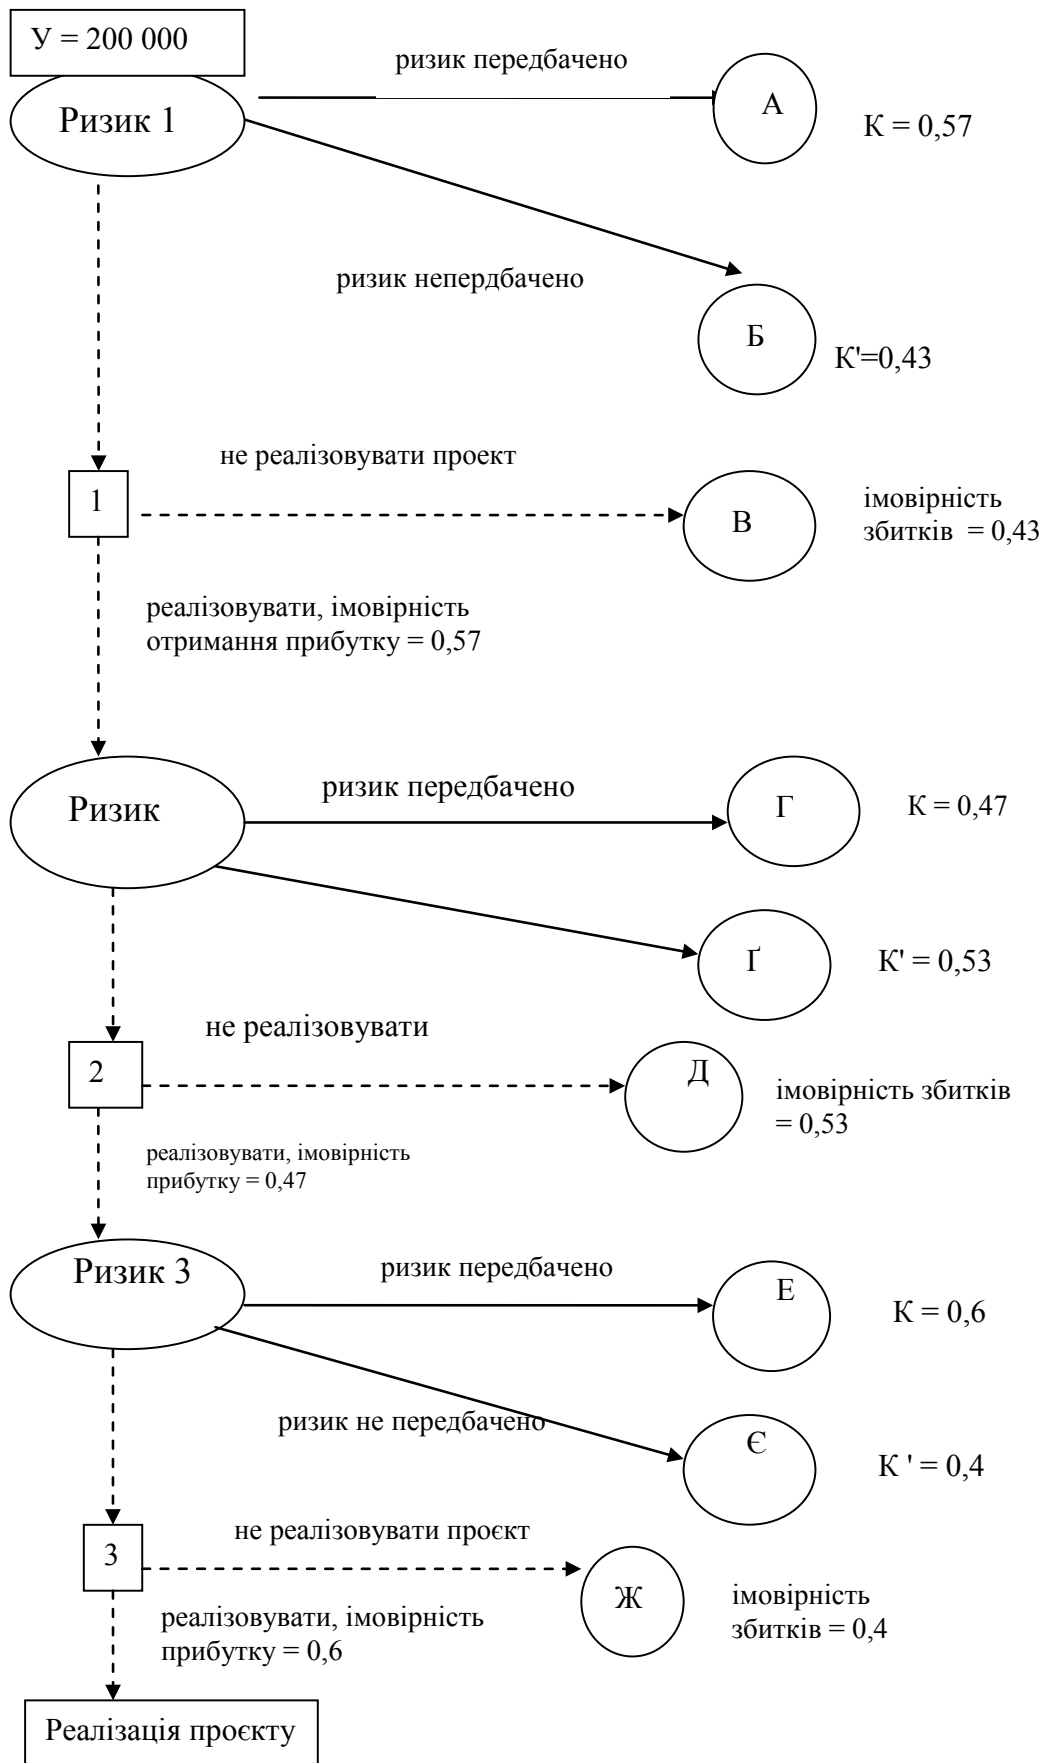 У = 200 000
ризик передбачено
Ризик 1
А
К = 0,57
ризик непердбачено
Б
К'=0,43
не реалізовувати проект
1
В
імовірність
збитків = 0,43
реалізовувати, імовірність
отримання прибутку = 0,57
Ризик
ризик передбачено
Г
К = 0,47
Ґ
К' = 0,53
не реалізовувати
2
Д
імовірність збитків
= 0,53
реалізовувати, імовірність
прибутку = 0,47
Ризик 3
ризик передбачено
Е
К = 0,6
ризик не передбачено
Є
К ' = 0,4
не реалізовувати проєкт
3
Ж
імовірність
збитків = 0,4
реалізовувати, імовірність
прибутку = 0,6
Реалізація проєкту